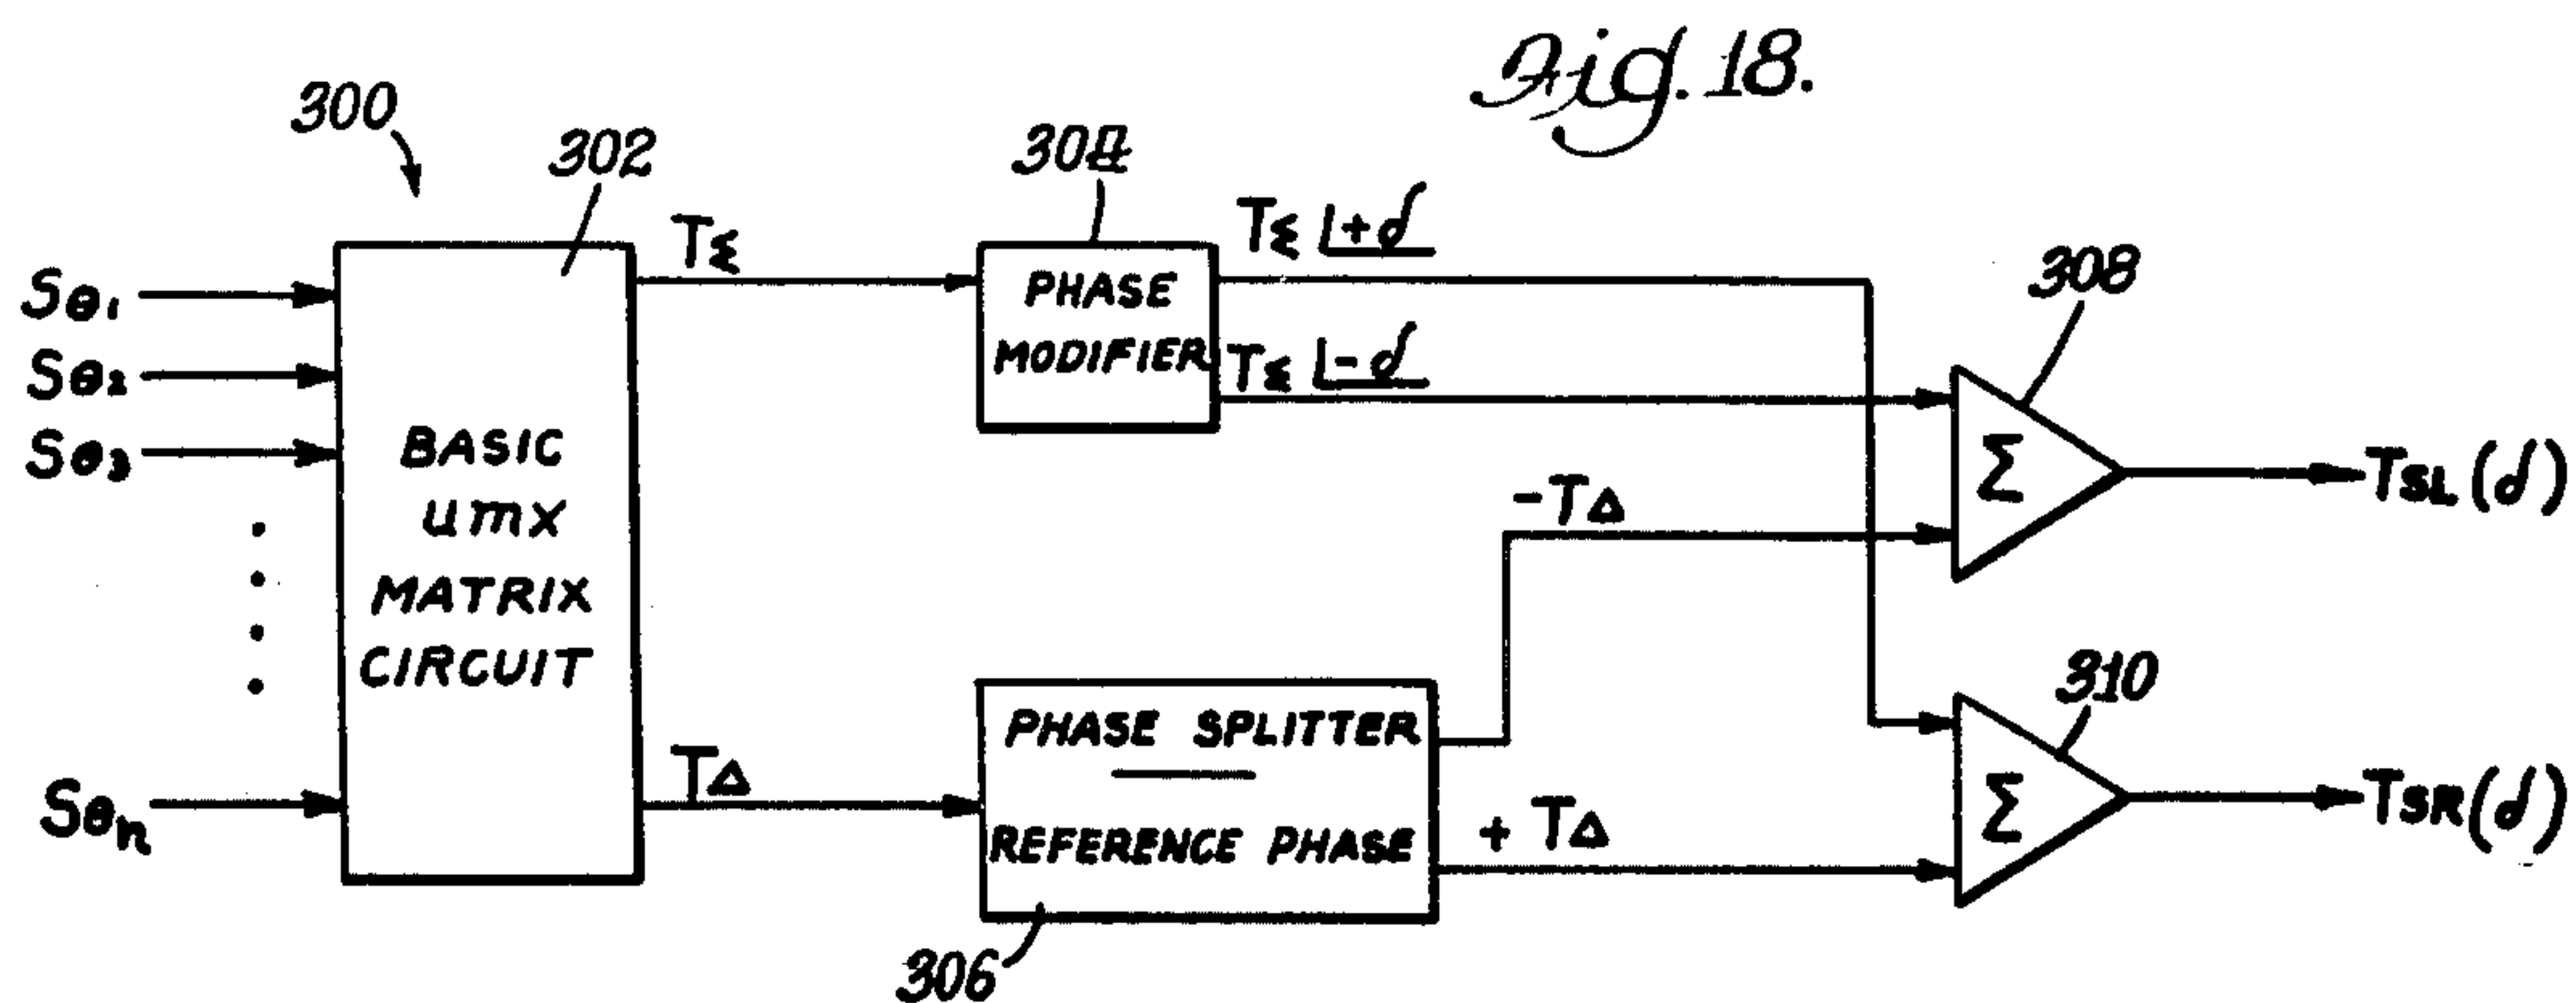 Fig. 18.
300
302
304
308
310
306
Sθ1
Sθ2
Sθ3
Sθn
BASIC
umx
MATRIX
CIRCUIT
TΣ
TΔ
PHASE
MODIFIER
TΣ ∠+δ
TΣ ∠-δ
PHASE SPLITTER
REFERENCE PHASE
-TΔ
+ TΔ
Σ
Σ
TSL (δ)
TSR (δ)